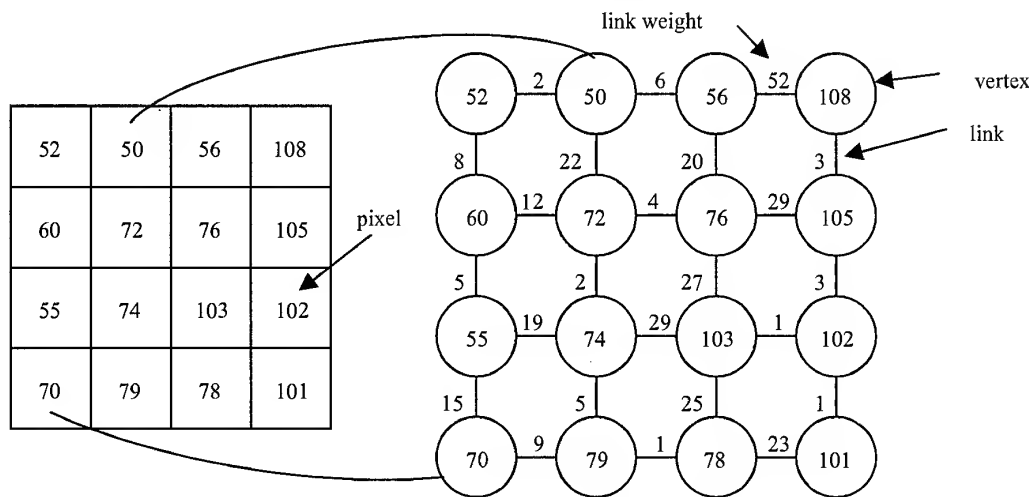 link weight
52 2 50 6 56 52 108
vertex
52 50 56 108
link
8 22 20 3
60 12 72 4 76 29 105
60 72 76 105
pixel
5 2 27 3
55 74 103 102
55 19 74 29 103 1 102
70 79 78 101
15 5 25 1
70 9 79 1 78 23 101